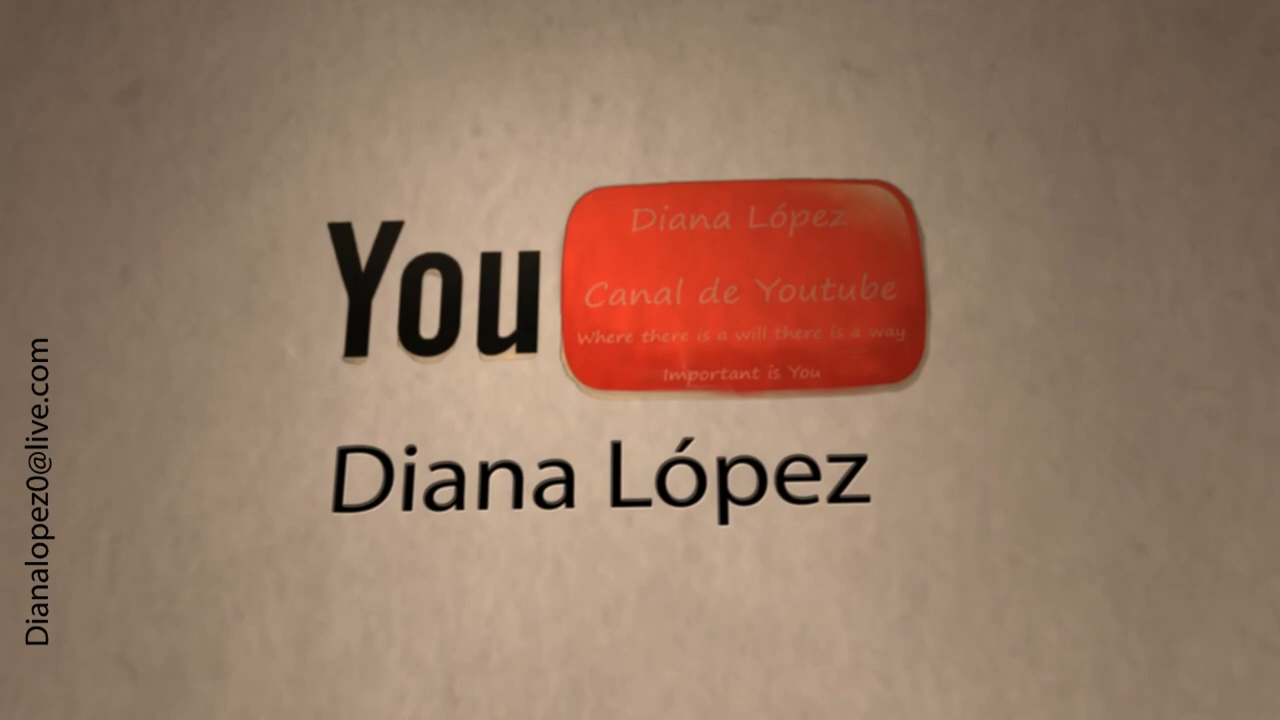 You
Diana López
Canal de Youtube
Where there is a will there is a way
Important is You
Diana López
Dianalopez0@live.com